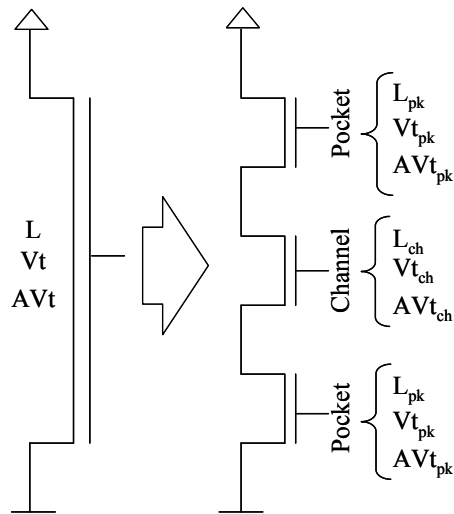 L
Vt
AVt
Pocket
L_pk
Vt_pk
AVt_pk
Channel
L_ch
Vt_ch
AVt_ch
Pocket
L_pk
Vt_pk
AVt_pk